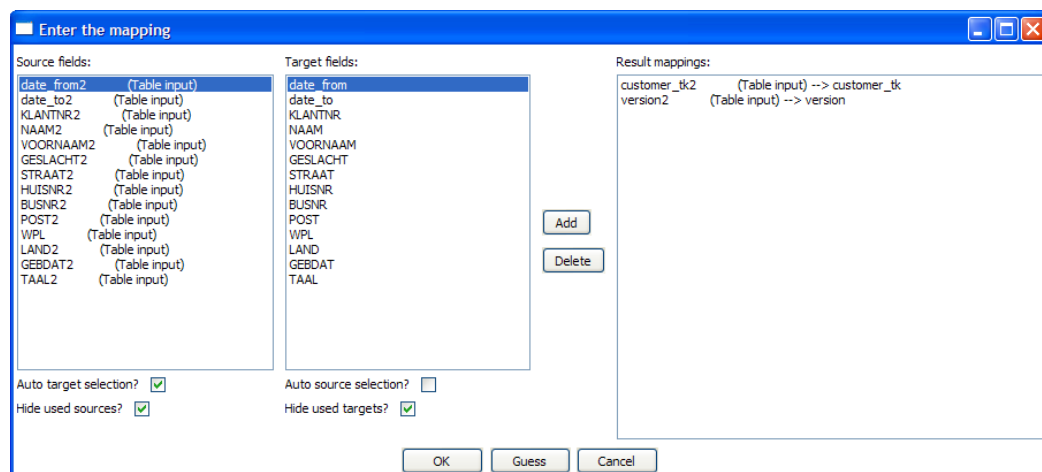 Enter the mapping
Source fields:
date_from2 (Table input)
date_to2 (Table input)
KLANTNR2 (Table input)
NAAM2 (Table input)
VOORNAAM2 (Table input)
GESLACHT2 (Table input)
STRAAT2 (Table input)
HUISNR2 (Table input)
BUSNR2 (Table input)
POST2 (Table input)
WPL (Table input)
LAND2 (Table input)
GEBDAT2 (Table input)
TAAL2 (Table input)
Auto target selection?
Hide used sources?
Target fields:
date_from
date_to
KLANTNR
NAAM
VOORNAAM
GESLACHT
STRAAT
HUISNR
BUSNR
POST
WPL
LAND
GEBDAT
TAAL
Auto source selection?
Hide used targets?
Add
Delete
Result mappings:
customer_tk2 (Table input) --> customer_tk
version2 (Table input) --> version
OK
Guess
Cancel